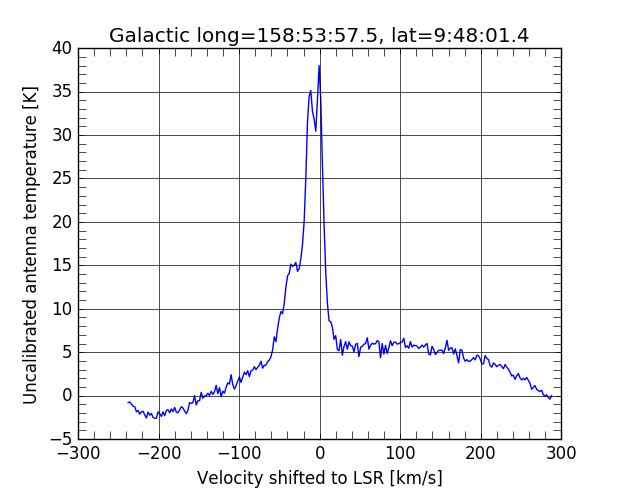 Galactic long=158:53:57.5, lat=9:48:01.4
Uncalibrated antenna temperature [K]
40
35
30
25
20
15
10
5
0
−5
−300 −200 −100 0 100 200 300
Velocity shifted to LSR [km/s]